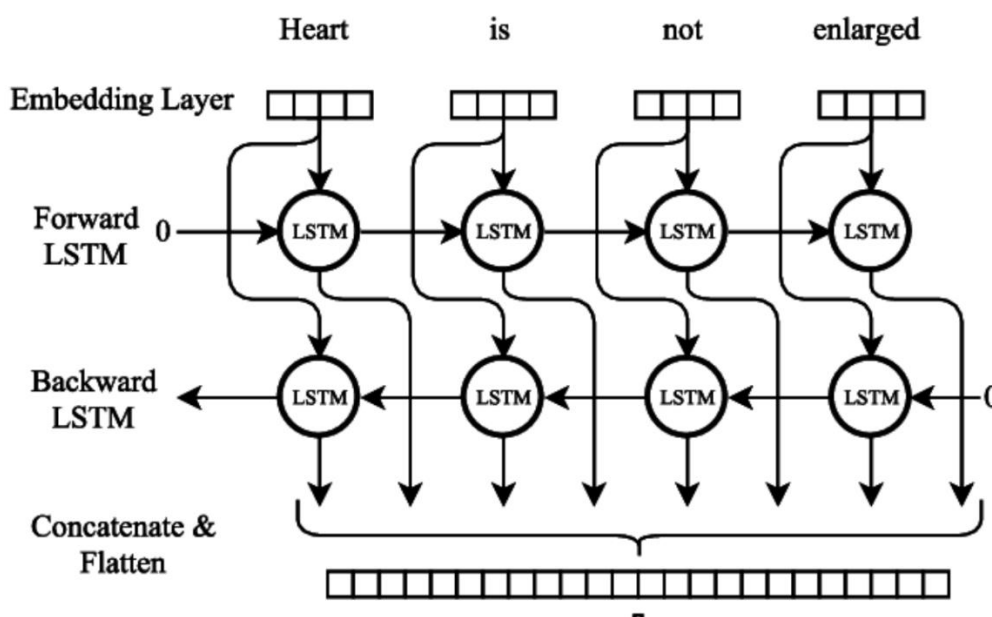 Heart is not enlarged
Embedding Layer
Forward
LSTM
0
LSTM LSTM LSTM LSTM
Backward
LSTM
LSTM LSTM LSTM LSTM
0
Concatenate &
Flatten